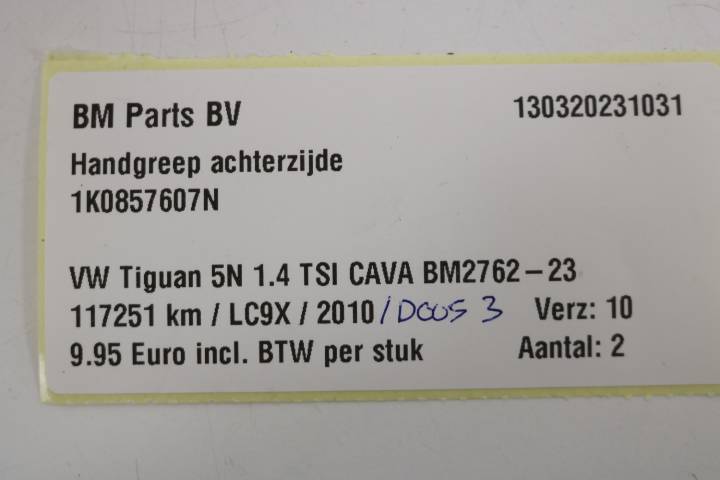 BM Parts BV 130320231031
Handgreep achterzijde
1K0857607N
VW Tiguan 5N 1.4 TSI CAVA BM2762-23
117251 km / LC9X / 2010 / DOOS 3 Verz: 10
9.95 Euro incl. BTW per stuk Aantal: 2